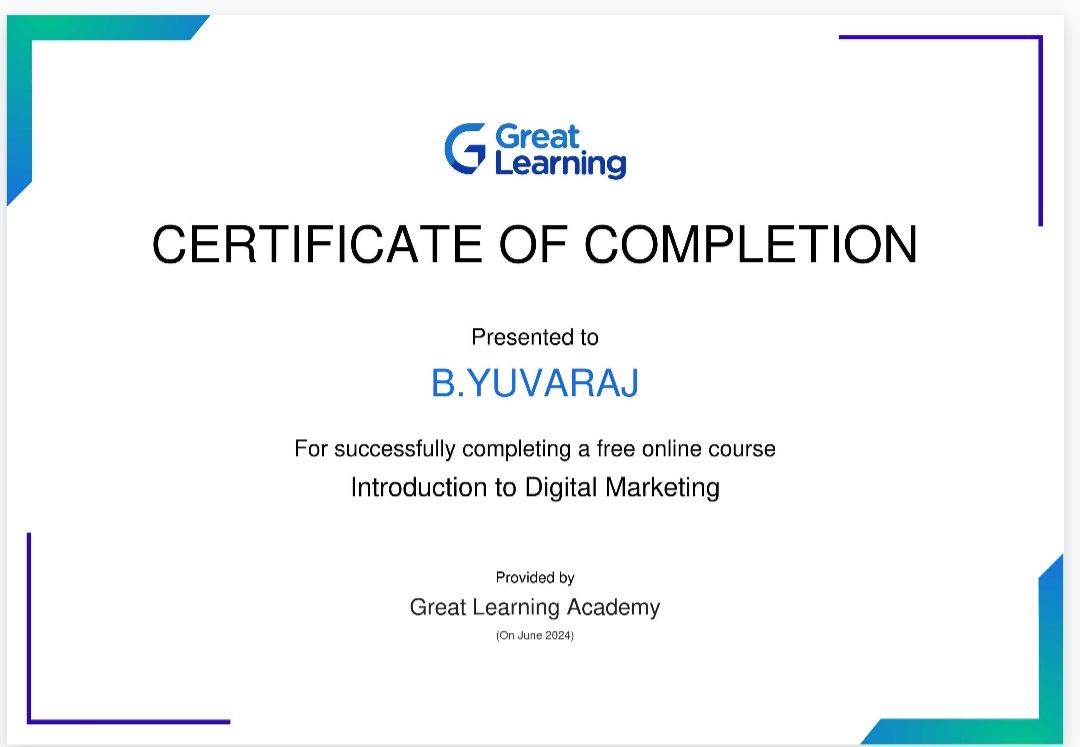 Great
Learning
CERTIFICATE OF COMPLETION
Presented to
B.YUVARAJ
For successfully completing a free online course
Introduction to Digital Marketing
Provided by
Great Learning Academy
(On June 2024)